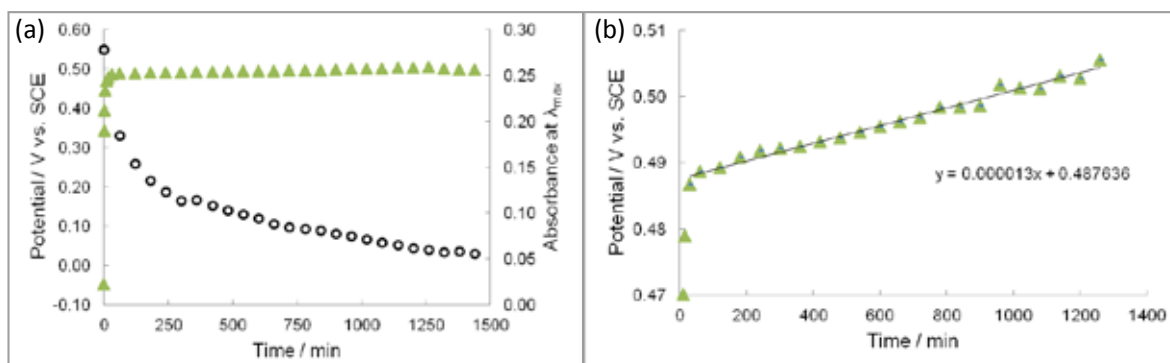 (a)
Potential / V vs. SCE
0.60
0.50
0.40
0.30
0.20
0.10
0.00
-0.10
0.30
0.25
0.20
0.15
0.10
0.05
0.00
Absorbance at λmax
0 250 500 750 1000 1250 1500
Time / min
(b)
Potential / V vs. SCE
0.51
0.50
0.49
0.48
0.47
y = 0.000013x + 0.487636
0 200 400 600 800 1000 1200 1400
Time / min